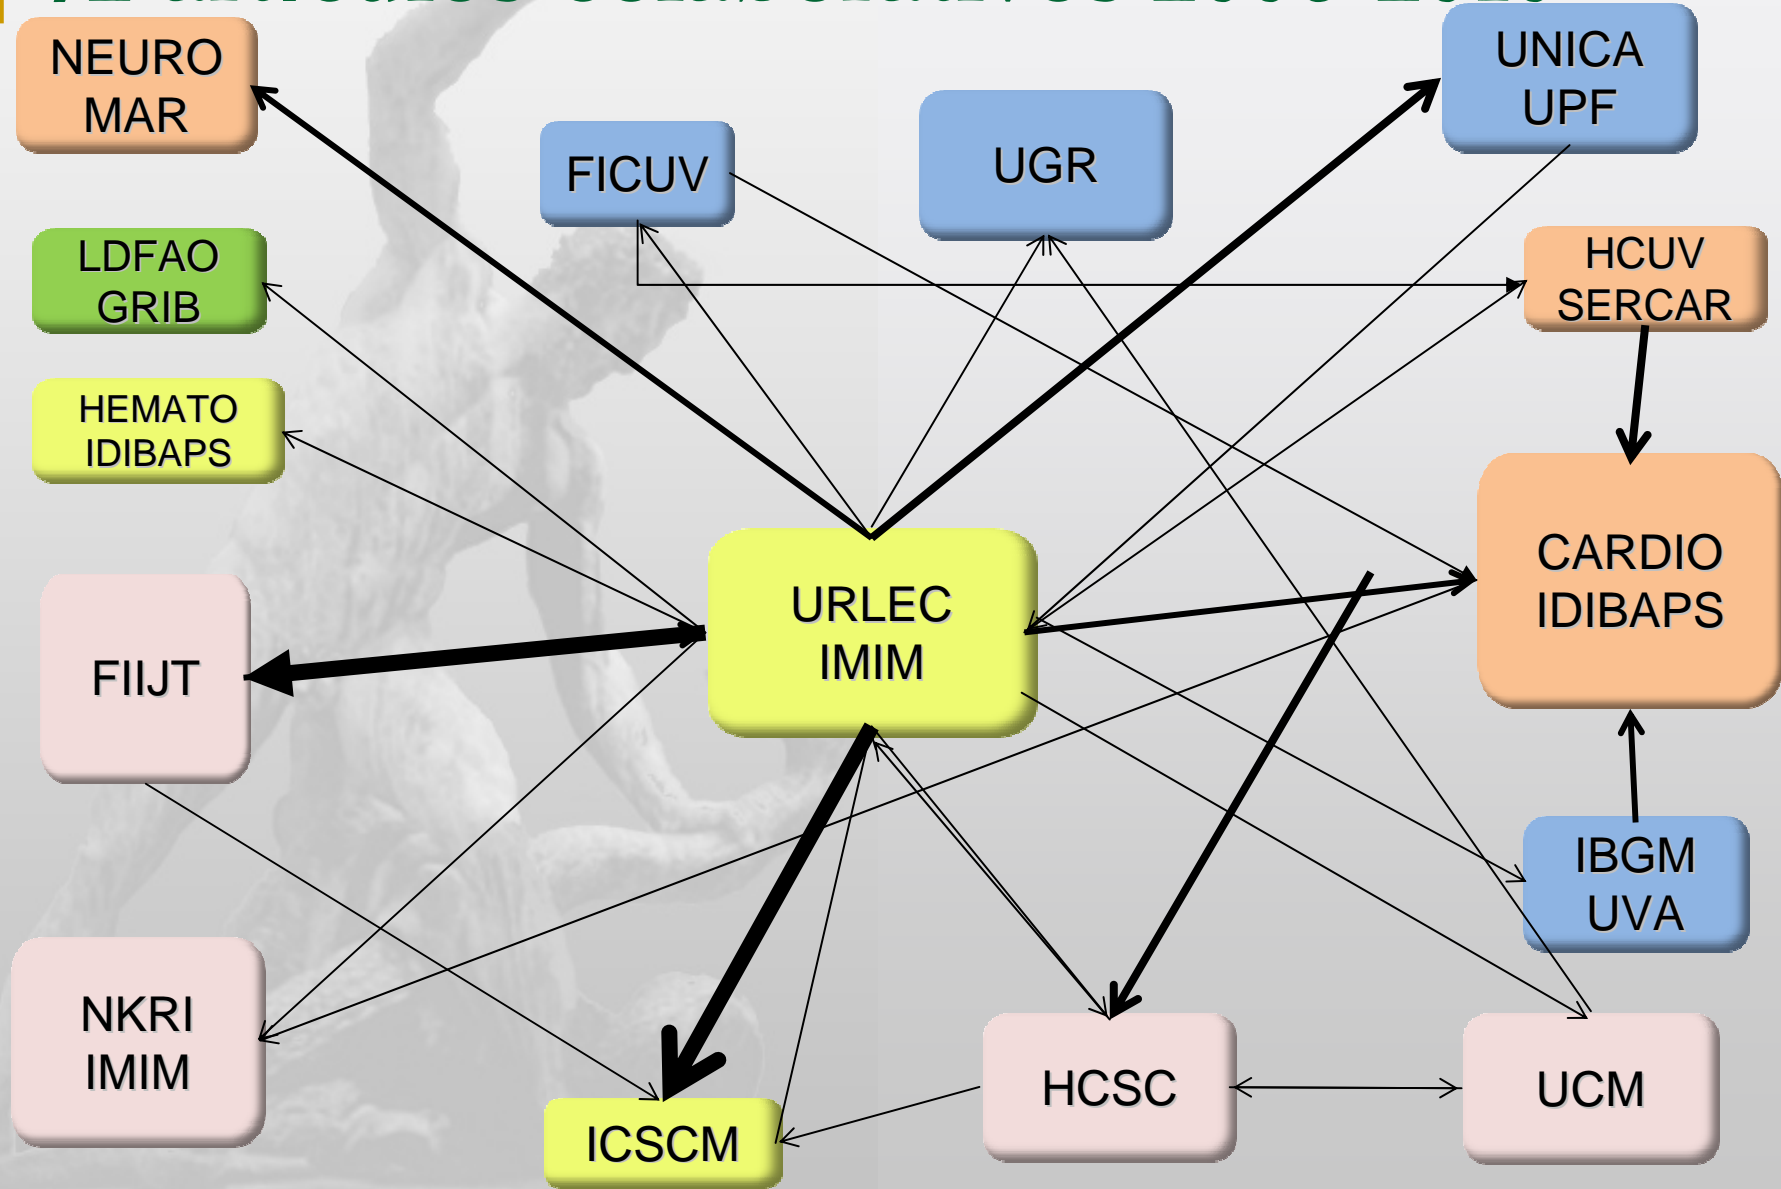 NEURO
MAR
UNICA
UPF
FICUV
UGR
LDFAO
GRIB
HCUV
SERCAR
HEMATO
IDIBAPS
CARDIO
IDIBAPS
URLEC
IMIM
FIIJT
IBGM
UVA
NKRI
IMIM
HCSC
UCM
ICSCM